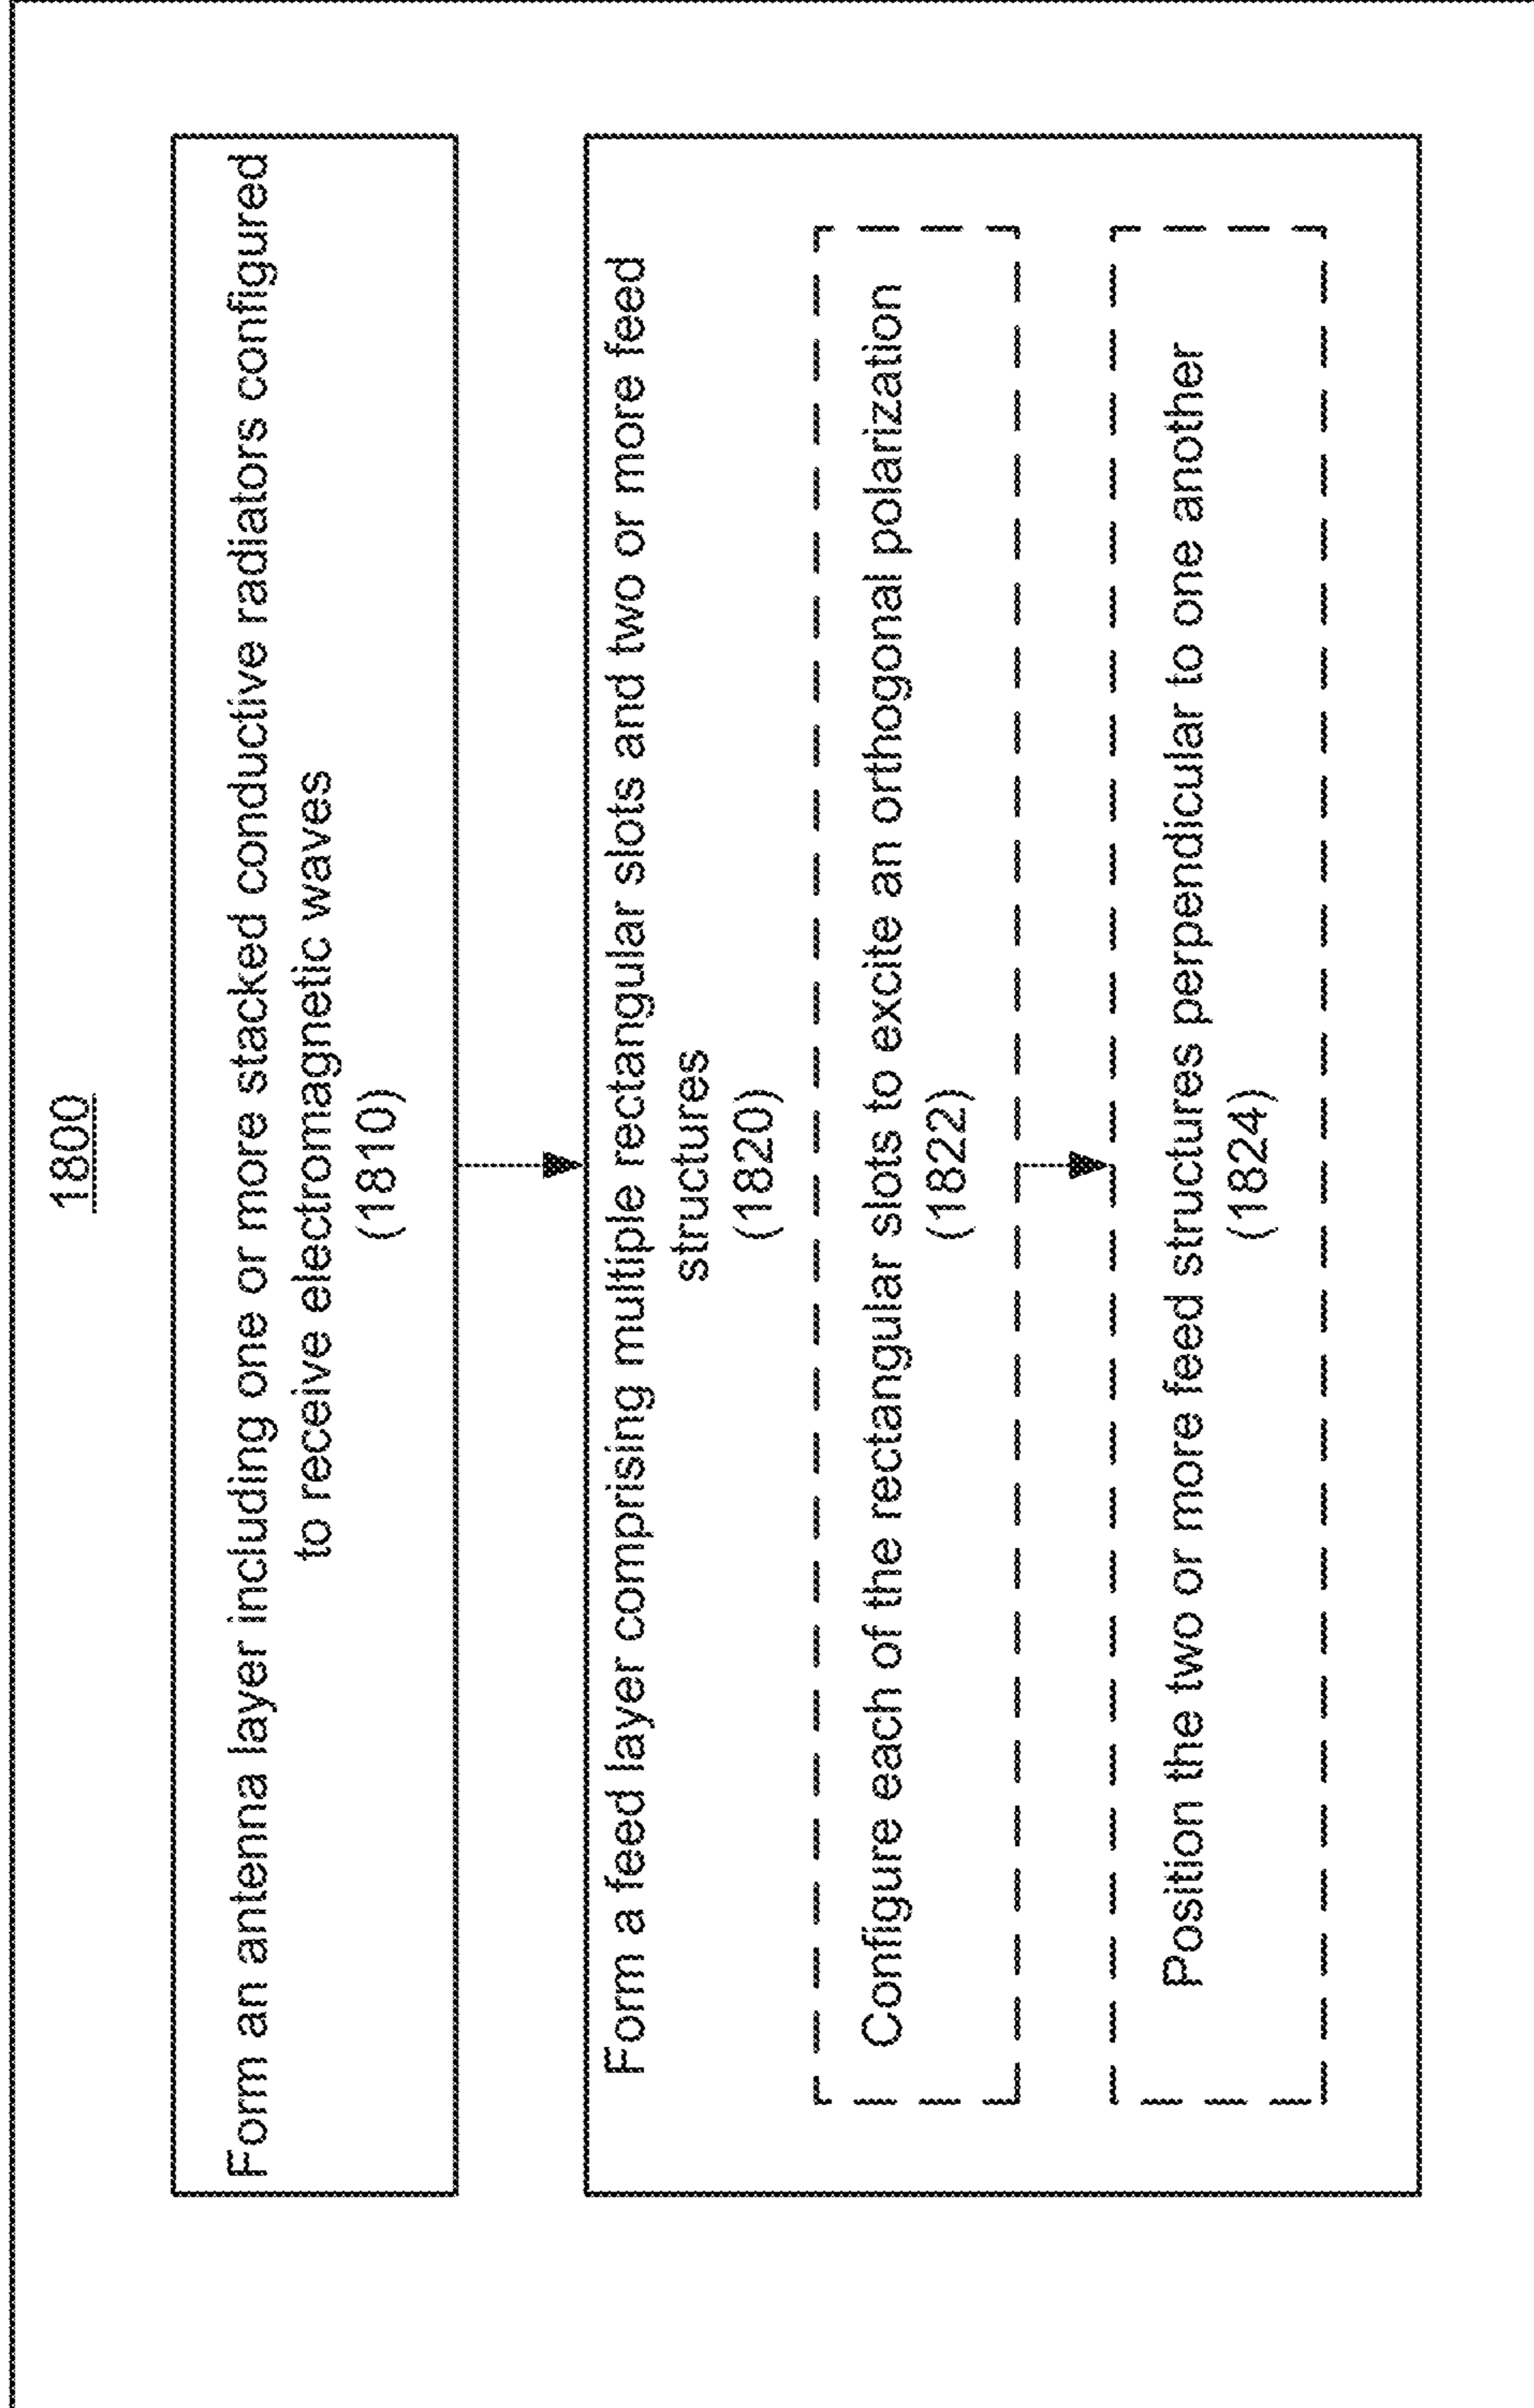 1800
Form an antenna layer including one or more stacked conductive radiators configured
to receive electromagnetic waves
(1810)
Form a feed layer comprising multiple rectangular slots and two or more feed
structures
(1820)
Configure each of the rectangular slots to excite an orthogonal polarization
(1822)
Position the two or more feed structures perpendicular to one another
(1824)